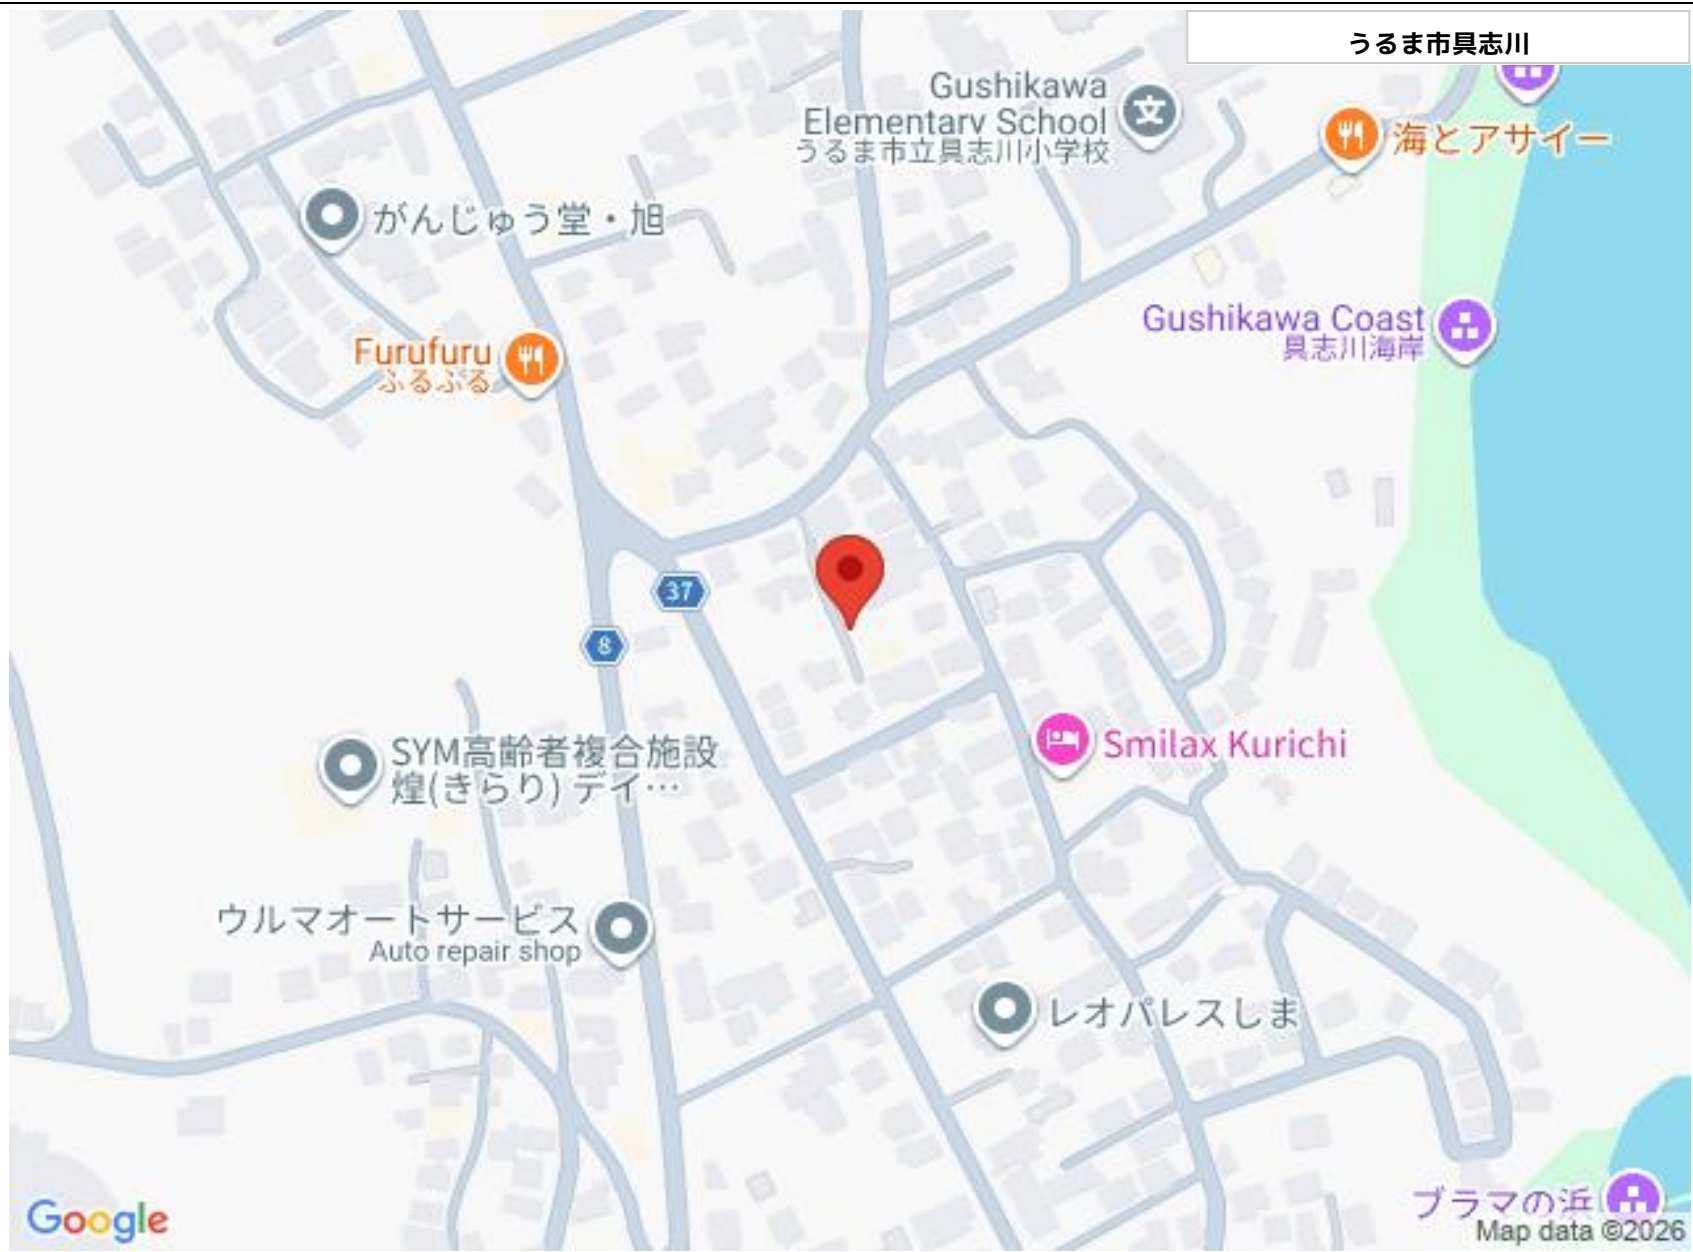 うるま市具志川
Gushikawa
Elementary School
うるま市立具志川小学校
海とアサイー
がんじゅう堂・旭
Gushikawa Coast
具志川海岸
Furufuru
ふるふる
37
8
SYM高齢者複合施設
煌(きらり) デイ…
Smilax Kurichi
ウルマオートサービス
Auto repair shop
レオパレスしま
ブラマの浜
Google
Map data ©2026